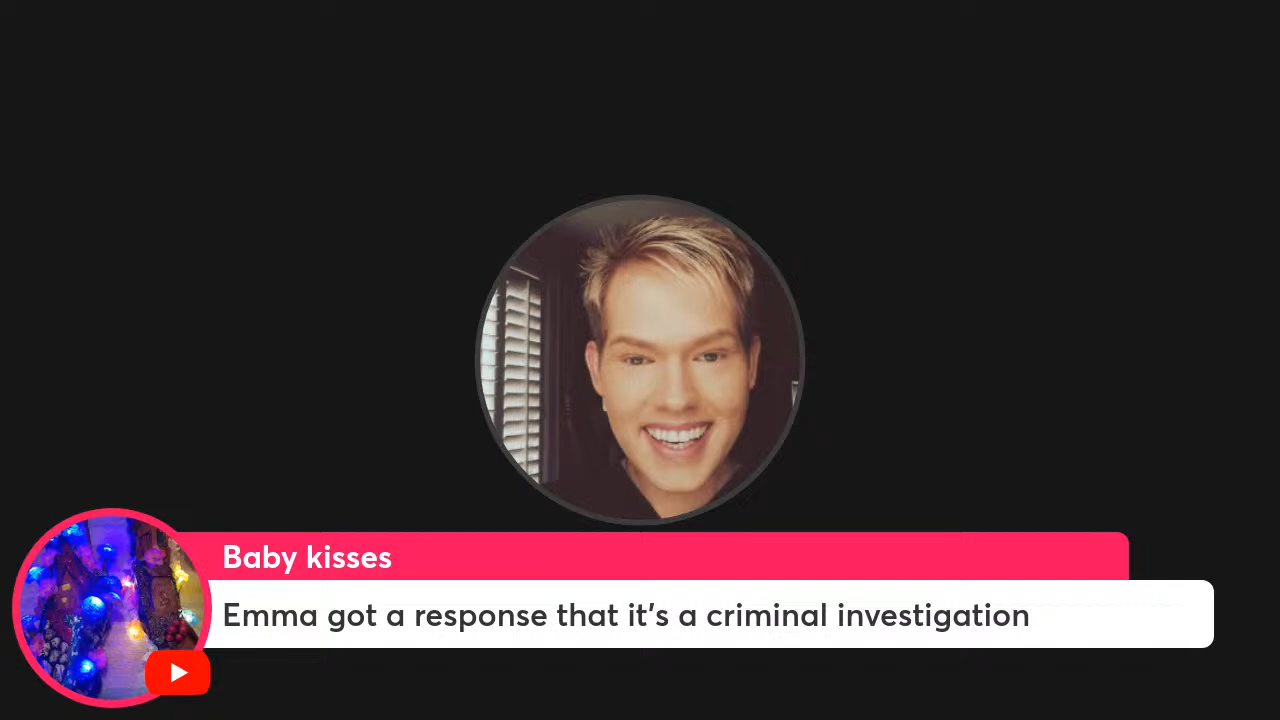 Baby kisses
Emma got a response that it's a criminal investigation